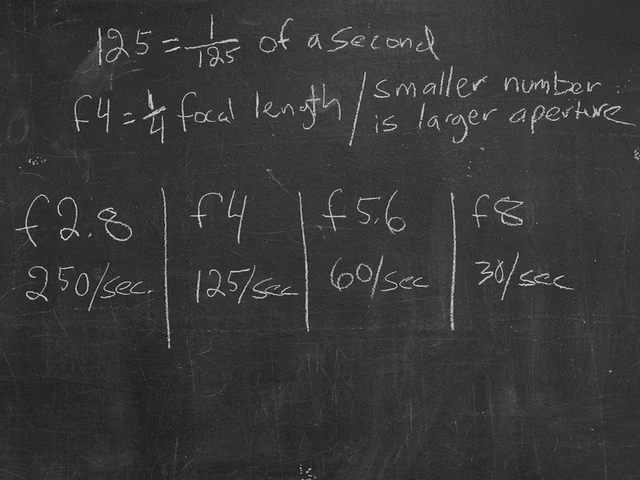 125 = 1/125 of a second
f4 = 1/4 focal length / smaller number is larger aperture
f2.8 | f4 | f5.6 | f8
250/sec. | 125/sec | 60/sec | 30/sec